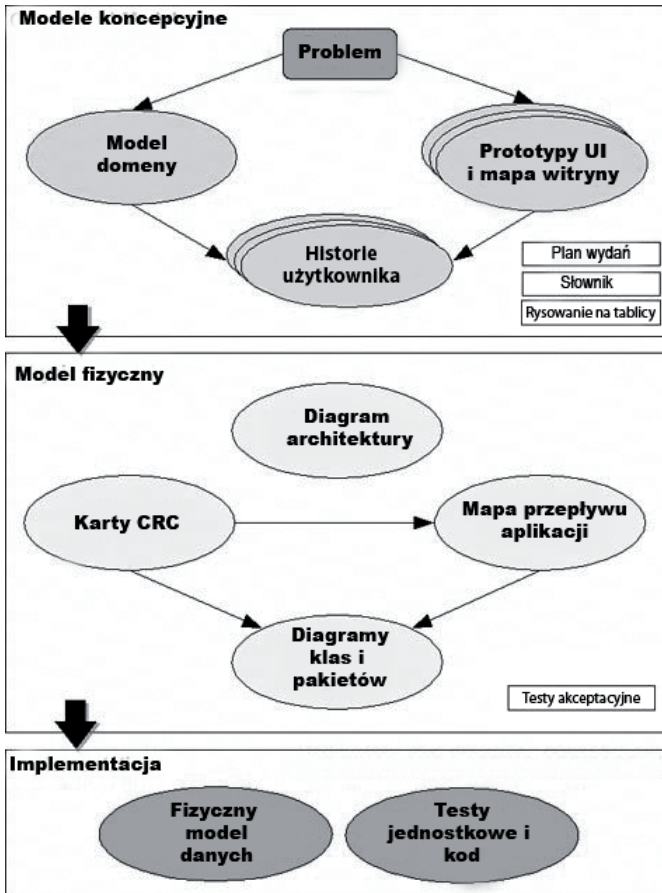 Modele koncepcyjne
Problem
Model
domeny
Prototypy UI
i mapa witryny
Historie
użytkownika
Plan wydań
Słownik
Rysowanie na tablicy
Model fizyczny
Diagram
architektury
Karty CRC
Mapa przepływu
aplikacji
Diagramy
klas i
pakietów
Testy akceptacyjne
Implementacja
Fizyczny
model
danych
Testy
jednostkowe i
kod